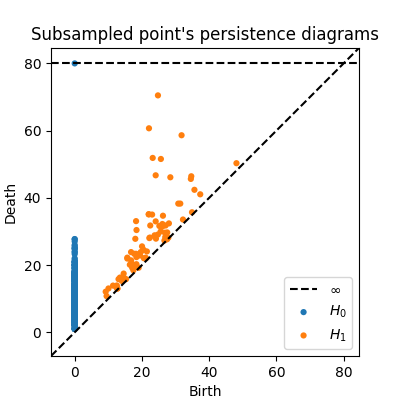 Subsampled point's persistence diagrams
80
60
40
20
0
Death
0 20 40 60 80
Birth
∞
H₀
H₁